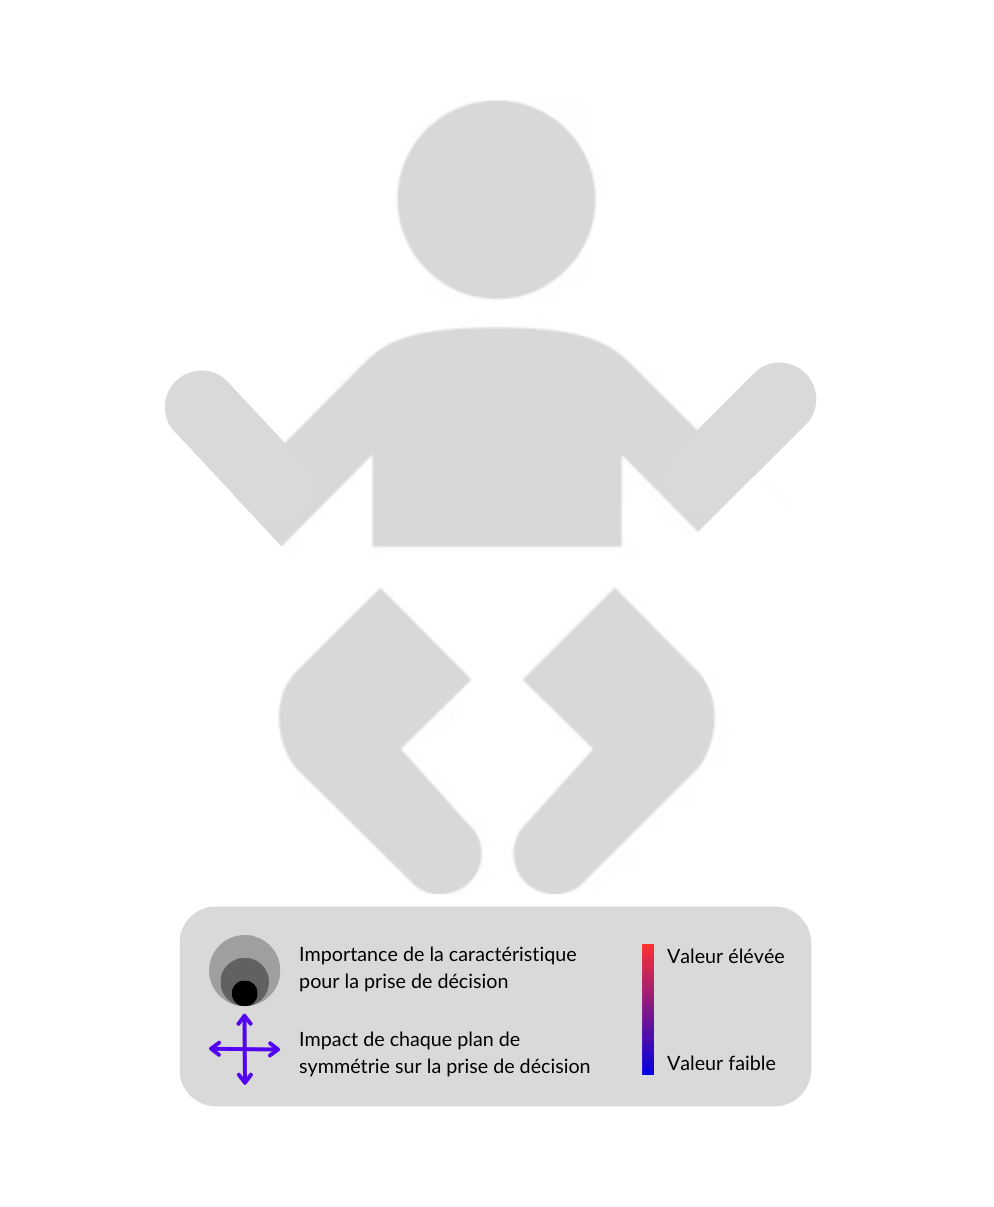 Importance de la caractéristique
pour la prise de décision
Impact de chaque plan de
symmétrie sur la prise de décision
Valeur élévée
Valeur faible